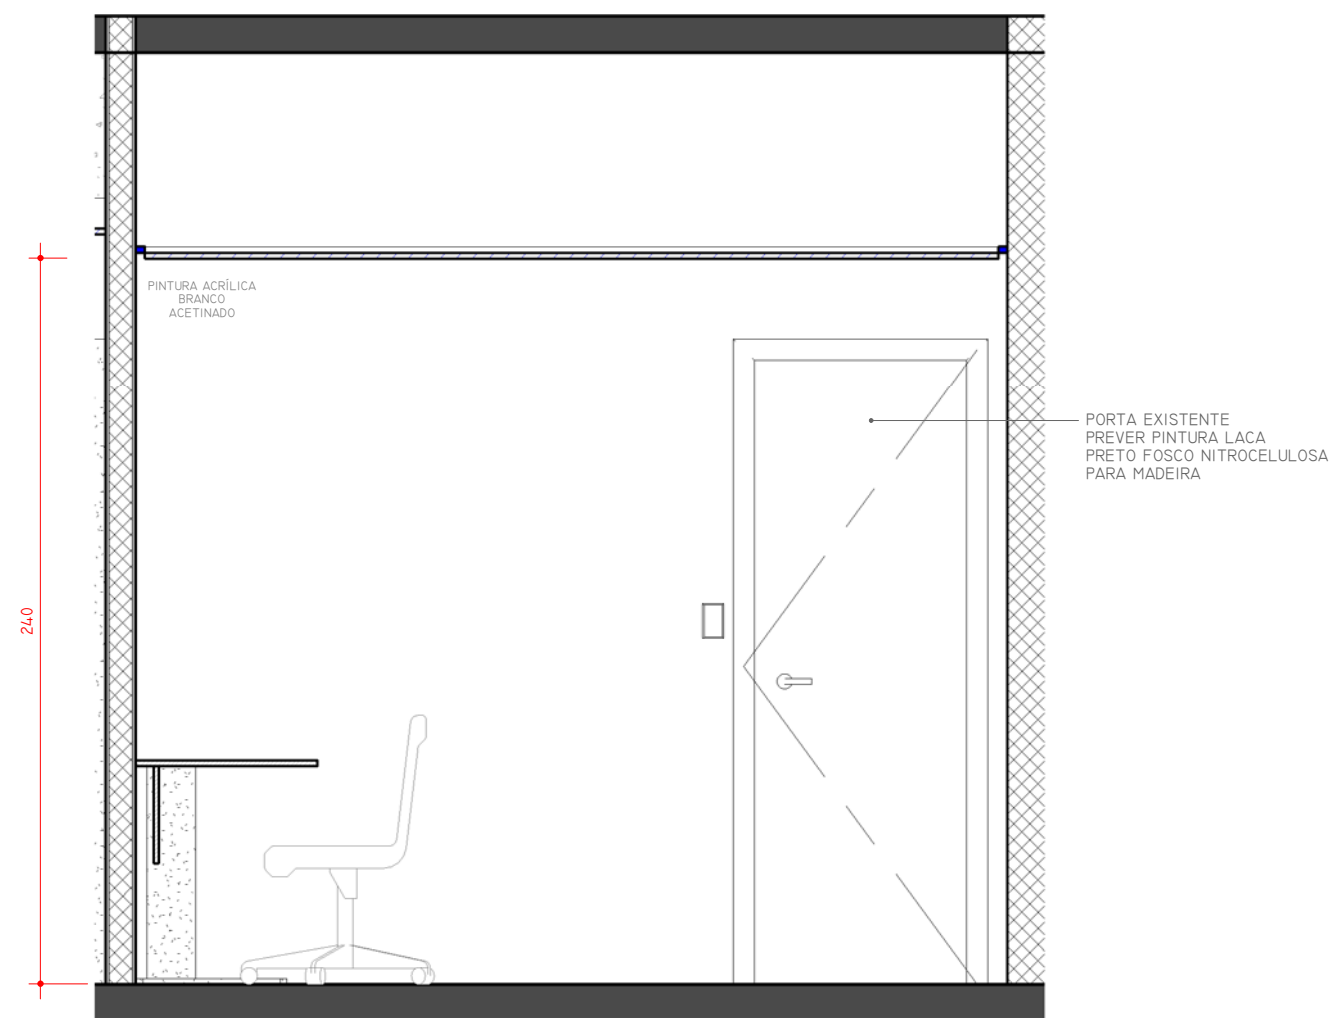 PINTURA ACRÍLICA
BRANCO
ACETINADO
PORTA EXISTENTE
PREVER PINTURA LACA
PRETO FOSCO NITROCELULOSA
PARA MADEIRA
240